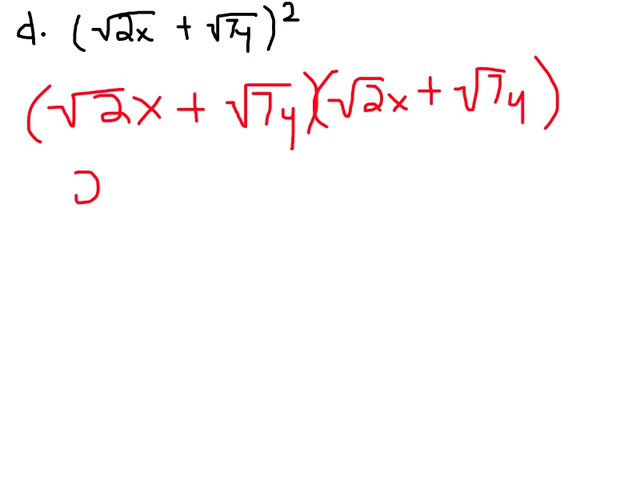 d. (√2x + √7y)²
(√2x + √7y)(√2x + √7y)